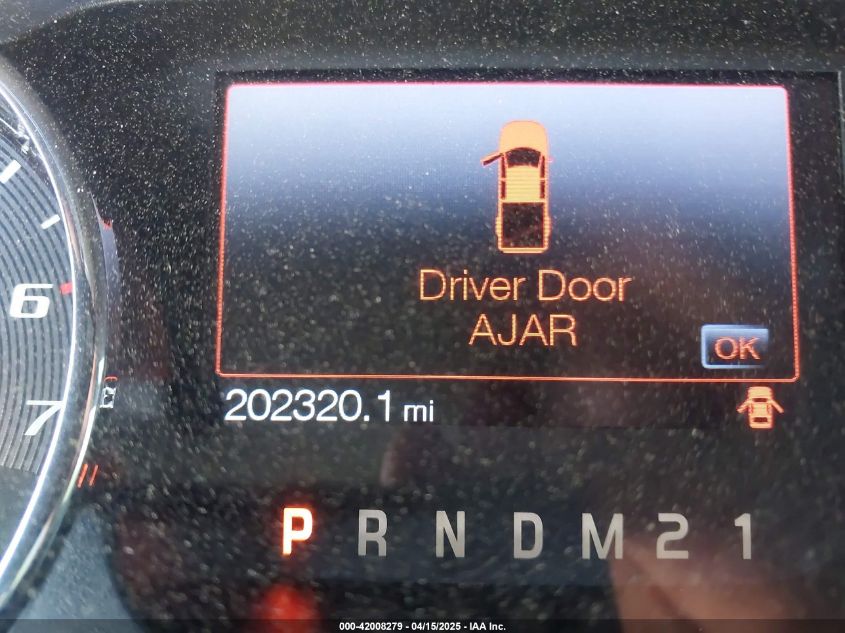 Driver Door
AJAR
OK
6
7
202320.1 mi
P R N D M 2 1
000-42008279 - 04/15/2025 - IAA Inc.